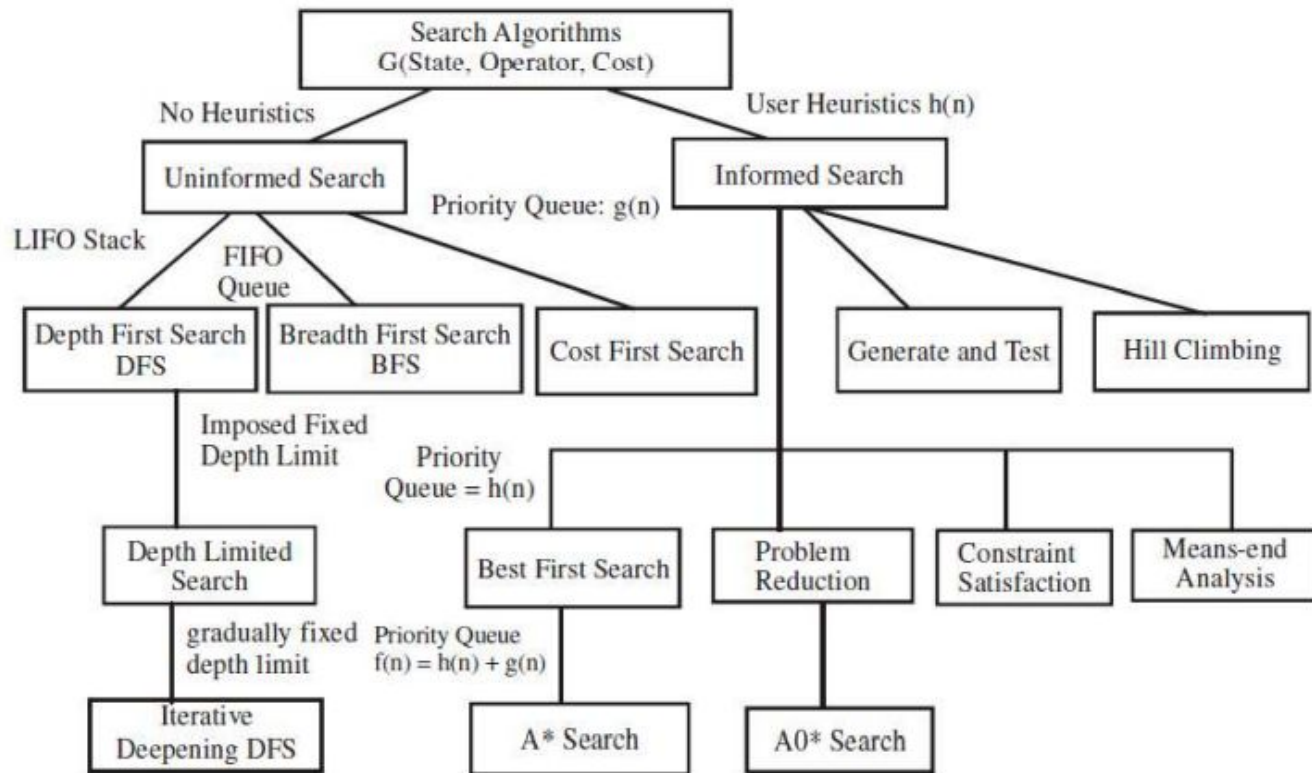 Search Algorithms
G(State, Operator, Cost)
No Heuristics
User Heuristics h(n)
Uninformed Search
Informed Search
Priority Queue: g(n)
LIFO Stack
FIFO
Queue
Depth First Search
DFS
Breadth First Search
BFS
Cost First Search
Generate and Test
Hill Climbing
Imposed Fixed
Depth Limit
Priority
Queue = h(n)
Depth Limited
Search
Best First Search
Problem
Reduction
Constraint
Satisfaction
Means-end
Analysis
gradually fixed
depth limit
Priority Queue
f(n) = h(n) + g(n)
Iterative
Deepening DFS
A* Search
A0* Search